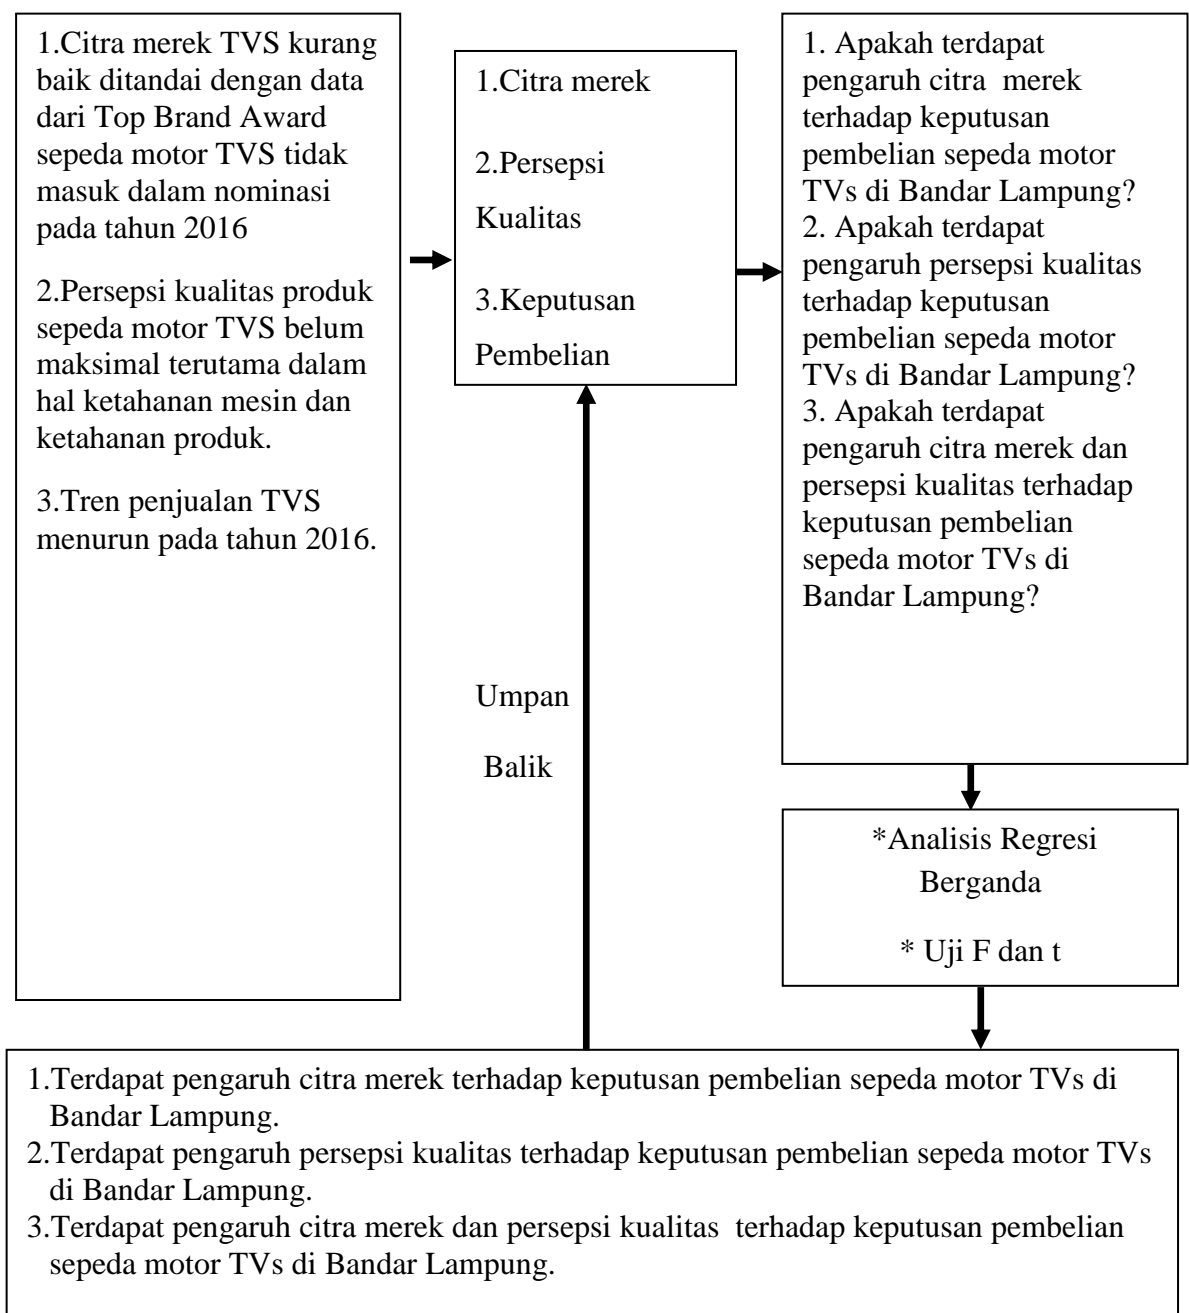 1.Citra merek TVS kurang
baik ditandai dengan data
dari Top Brand Award
sepeda motor TVS tidak
masuk dalam nominasi
pada tahun 2016
2.Persepsi kualitas produk
sepeda motor TVS belum
maksimal terutama dalam
hal ketahanan mesin dan
ketahanan produk.
3.Tren penjualan TVS
menurun pada tahun 2016.
1.Citra merek
2.Persepsi
Kualitas
3.Keputusan
Pembelian
1. Apakah terdapat
pengaruh citra  merek
terhadap keputusan
pembelian sepeda motor
TVs di Bandar Lampung?
2. Apakah terdapat
pengaruh persepsi kualitas
terhadap keputusan
pembelian sepeda motor
TVs di Bandar Lampung?
3. Apakah terdapat
pengaruh citra merek dan
persepsi kualitas terhadap
keputusan pembelian
sepeda motor TVs di
Bandar Lampung?
Umpan
Balik
*Analisis Regresi
Berganda
* Uji F dan t
1.Terdapat pengaruh citra merek terhadap keputusan pembelian sepeda motor TVs di
Bandar Lampung.
2.Terdapat pengaruh persepsi kualitas terhadap keputusan pembelian sepeda motor TVs
di Bandar Lampung.
3.Terdapat pengaruh citra merek dan persepsi kualitas  terhadap keputusan pembelian
sepeda motor TVs di Bandar Lampung.